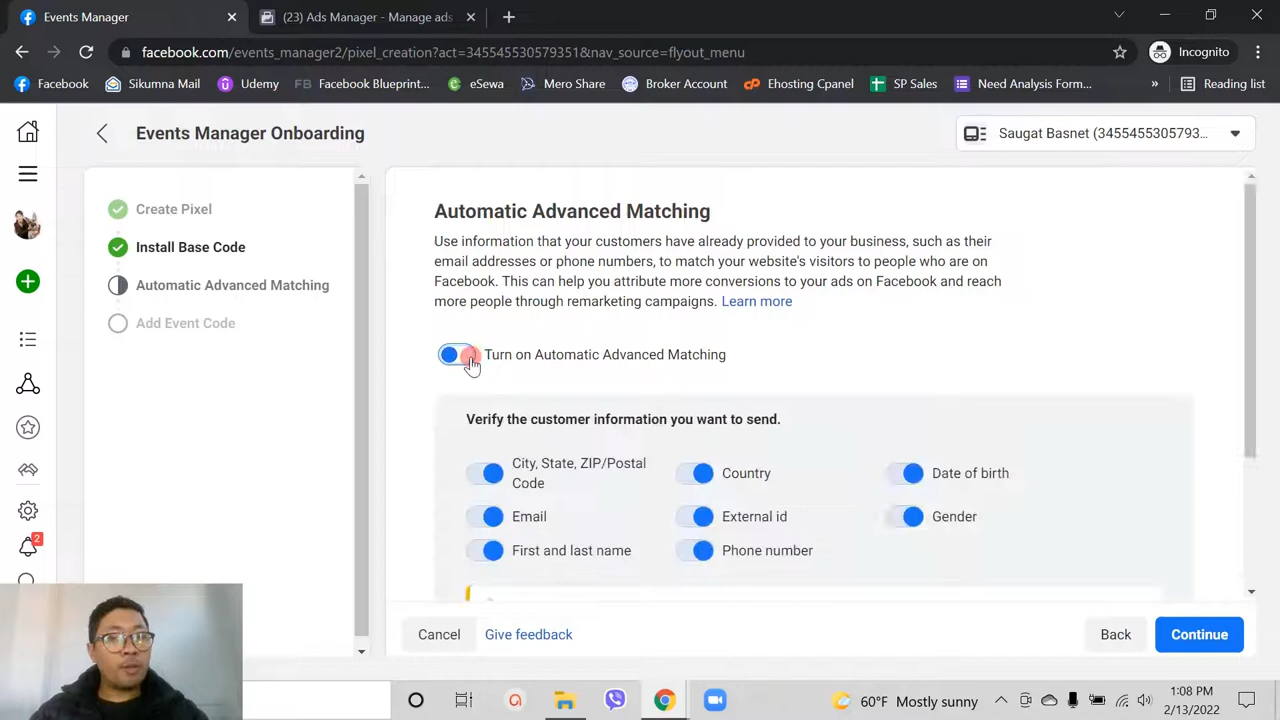 Events Manager
(23) Ads Manager - Manage ads
facebook.com/events_manager2/pixel_creation?act=3455455305793518&nav_source=flyout_menu
Incognito
Facebook
Sikumna Mail
Udemy
FB Facebook Blueprint...
eSewa
Mero Share
Broker Account
Ehosting Cpanel
SP Sales
Need Analysis Form...
»
Reading list
Events Manager Onboarding
Saugat Basnet (3455455305793...
Create Pixel
Install Base Code
Automatic Advanced Matching
Add Event Code
Automatic Advanced Matching
Use information that your customers have already provided to your business, such as their
email addresses or phone numbers, to match your website's visitors to people who are on
Facebook. This can help you attribute more conversions to your ads on Facebook and reach
more people through remarketing campaigns. Learn more
Turn on Automatic Advanced Matching
Verify the customer information you want to send.
City, State, ZIP/Postal
Code
Country
Date of birth
Email
External id
Gender
First and last name
Phone number
2
Cancel
Give feedback
Back
Continue
60°F Mostly sunny
1:08 PM
2/13/2022